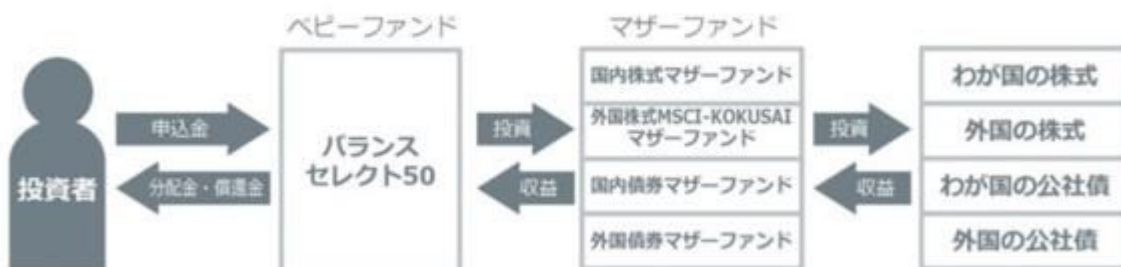 ベビーファンド
マザーファンド
投資者
申込金
分配金・償還金
バランス
セレクト50
投資
収益
国内株式マザーファンド
外国株式MSCI-KOKUSAI
マザーファンド
国内債券マザーファンド
外国債券マザーファンド
投資
収益
わが国の株式
外国の株式
わが国の公社債
外国の公社債